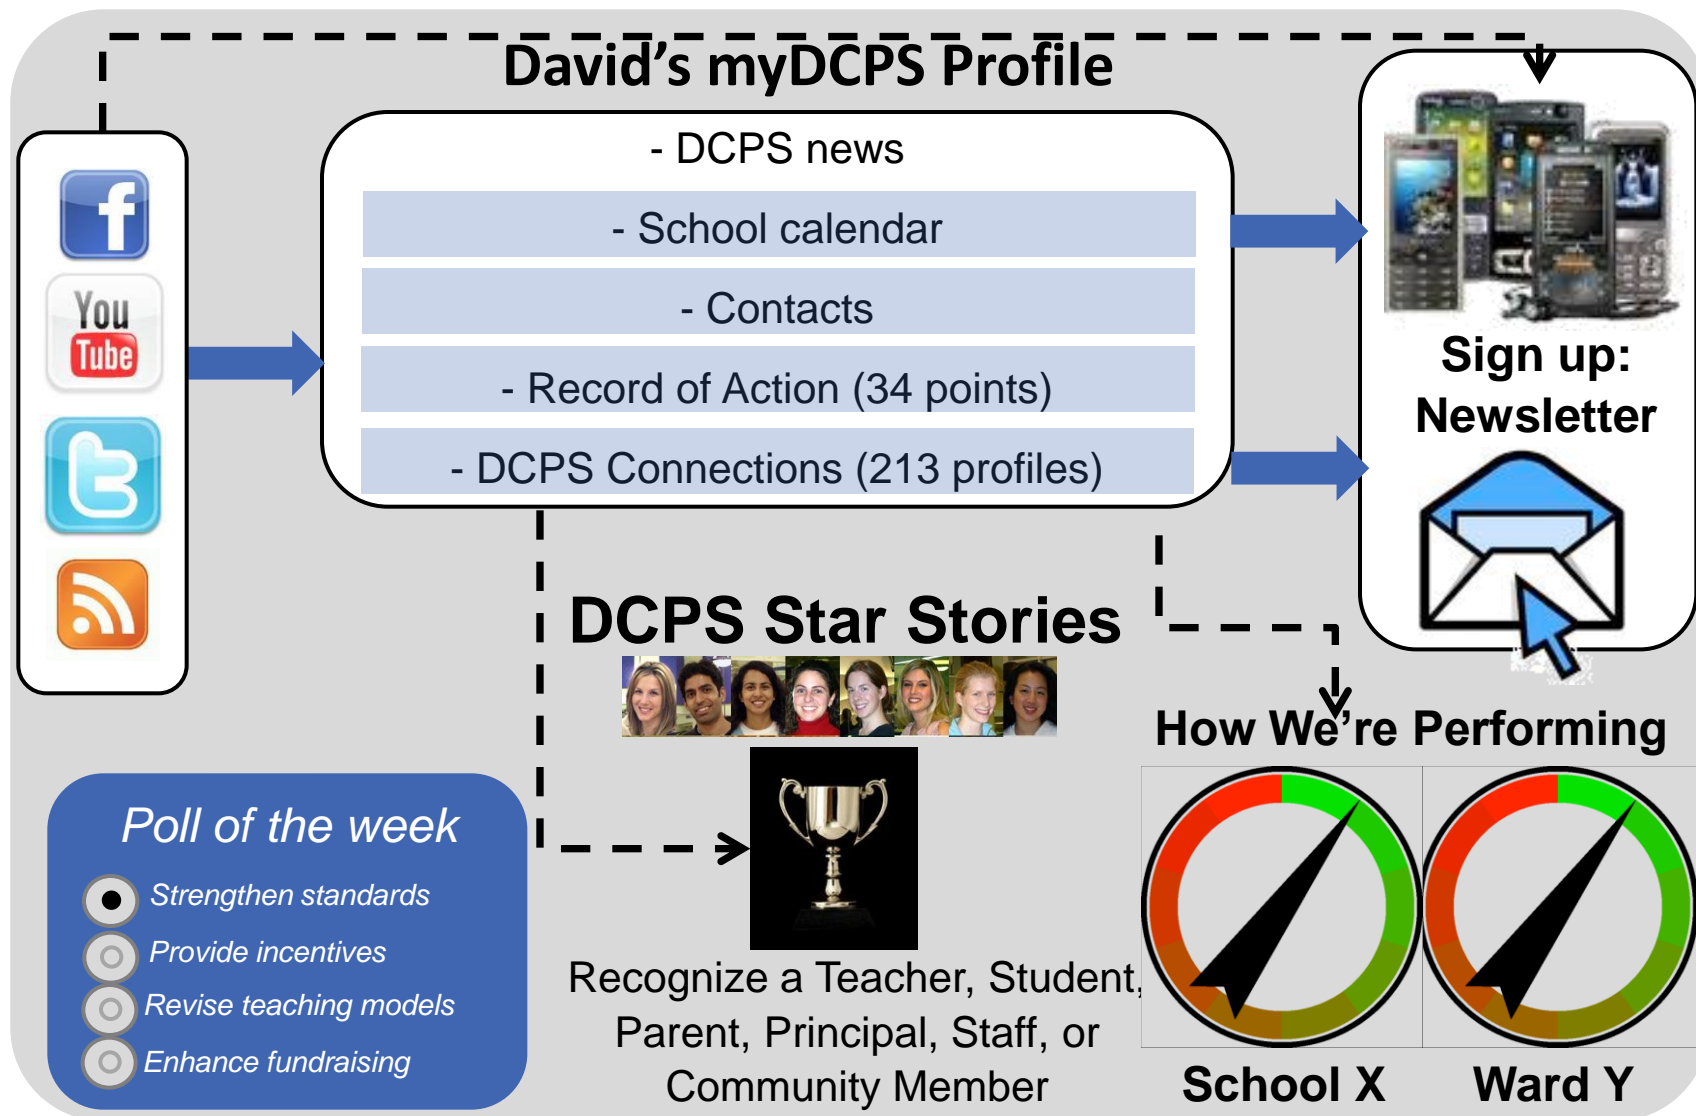 David’s myDCPS Profile
f
You
Tube
t
- DCPS news
- School calendar
- Contacts
- Record of Action (34 points)
- DCPS Connections (213 profiles)
Sign up:
Newsletter
DCPS Star Stories
Recognize a Teacher, Student,
Parent, Principal, Staff, or
Community Member
How We’re Performing
School X
Ward Y
Poll of the week
Strengthen standards
Provide incentives
Revise teaching models
Enhance fundraising